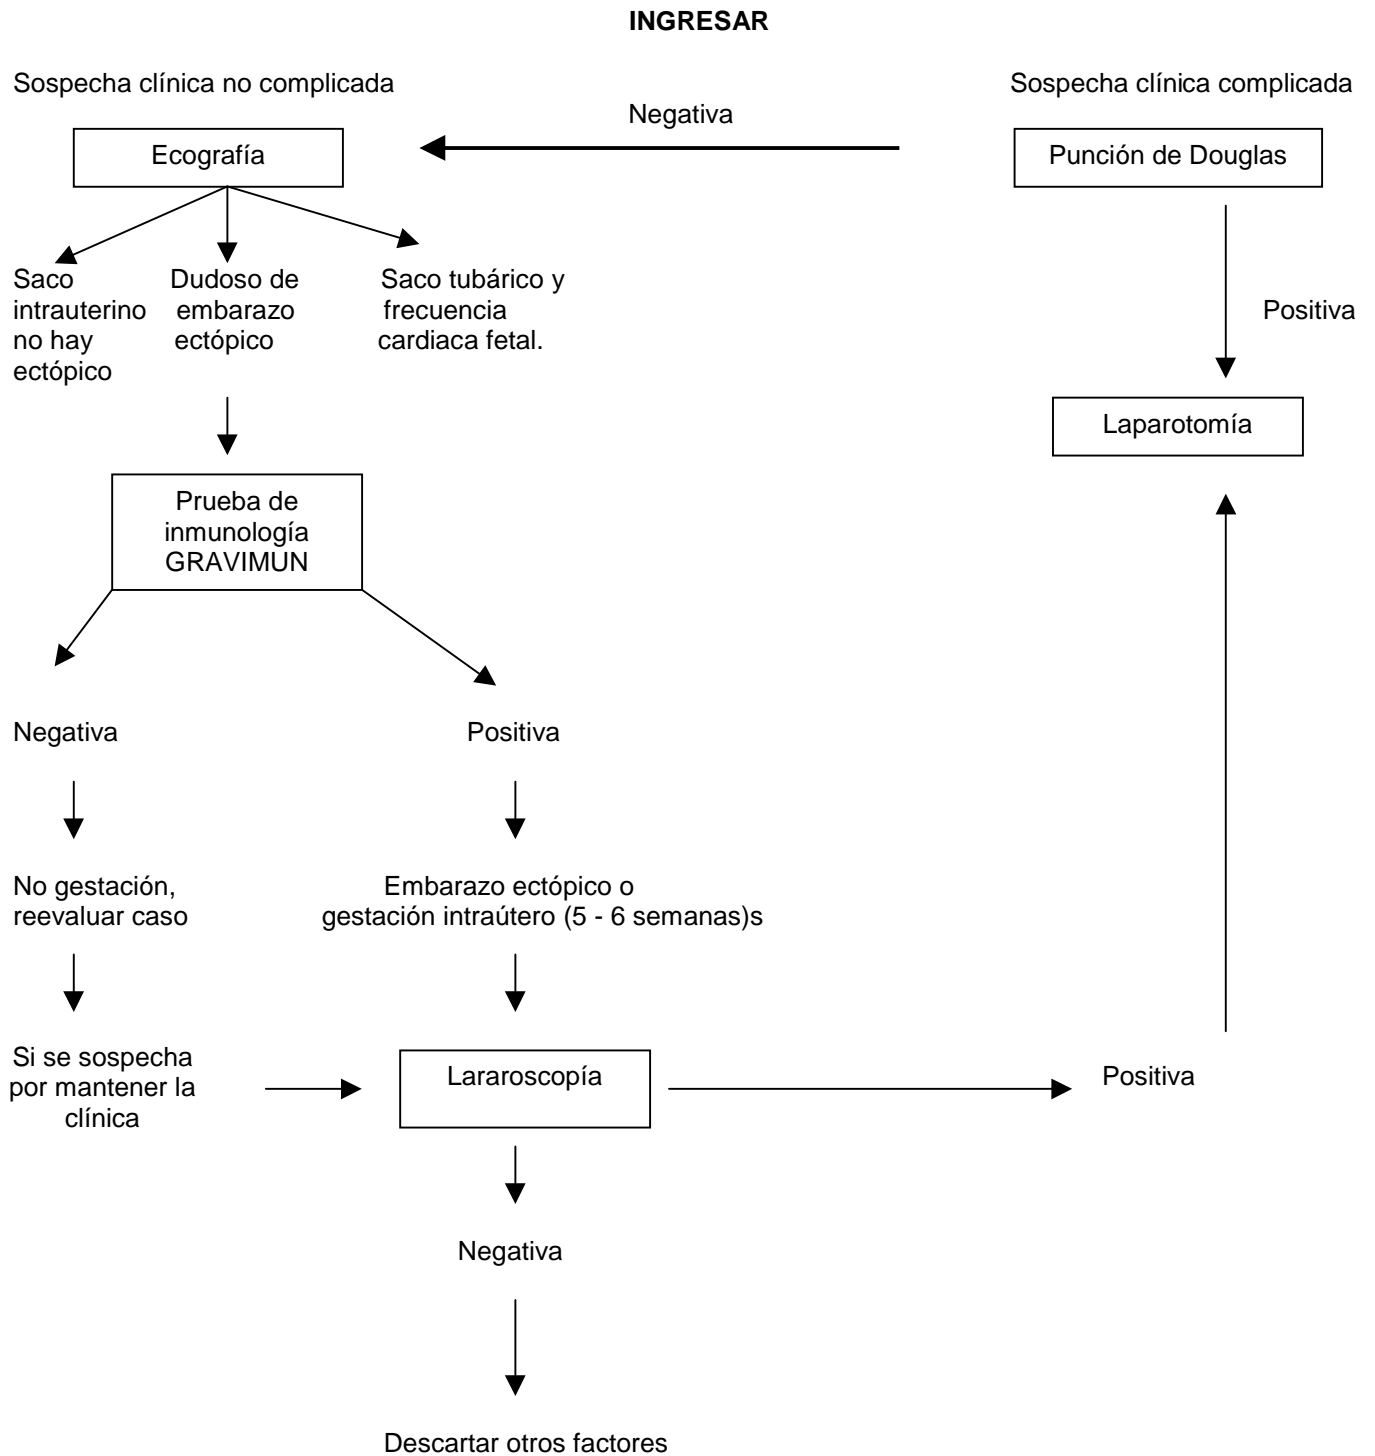 INGRESAR
Sospecha clínica no complicada
Sospecha clínica complicada
Negativa
Ecografía
Punción de Douglas
Saco
intrauterino
no hay
ectópico
Dudoso de
embarazo
ectópico
Saco tubárico y
frecuencia
cardiaca fetal.
Positiva
Laparotomía
Prueba de
inmunología
GRAVIMUN
Negativa
Positiva
No gestación,
reevaluar caso
Embarazo ectópico o
gestación intraútero (5 - 6 semanas)s
Si se sospecha
por mantener la
clínica
Lararoscopía
Positiva
Negativa
Descartar otros factores